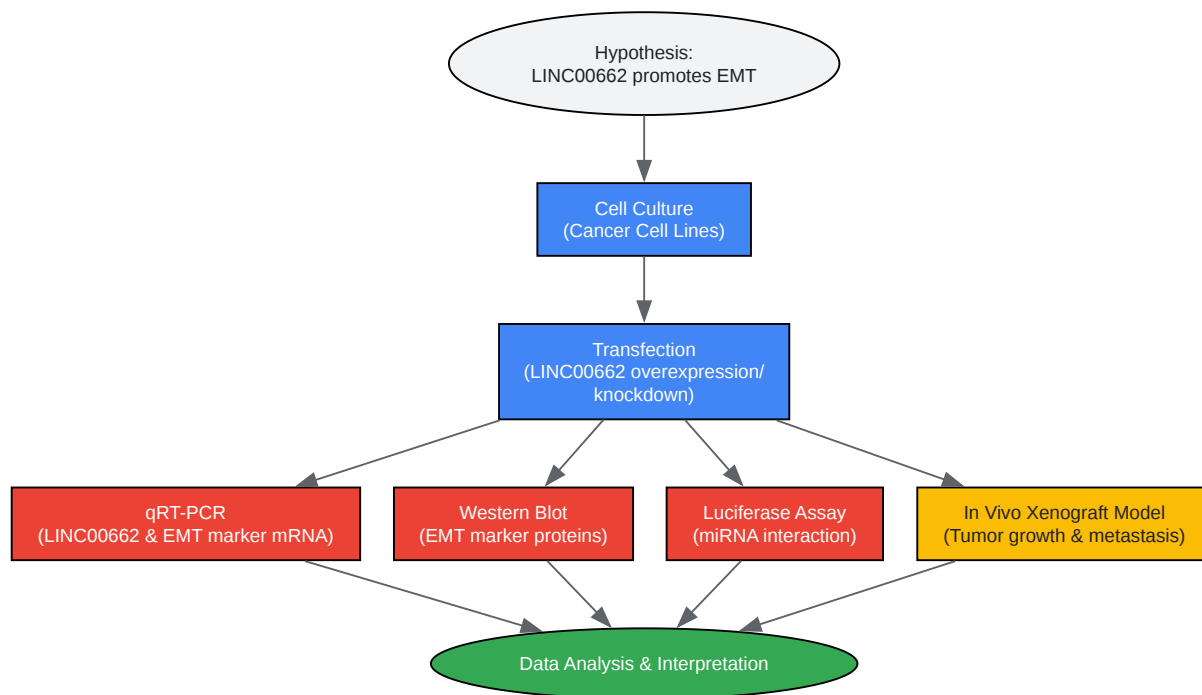 Hypothesis:
LINC00662 promotes EMT
Cell Culture
(Cancer Cell Lines)
Transfection
(LINC00662 overexpression/
knockdown)
qRT-PCR
(LINC00662 & EMT marker mRNA)
Western Blot
(EMT marker proteins)
Luciferase Assay
(miRNA interaction)
In Vivo Xenograft Model
(Tumor growth & metastasis)
Data Analysis & Interpretation